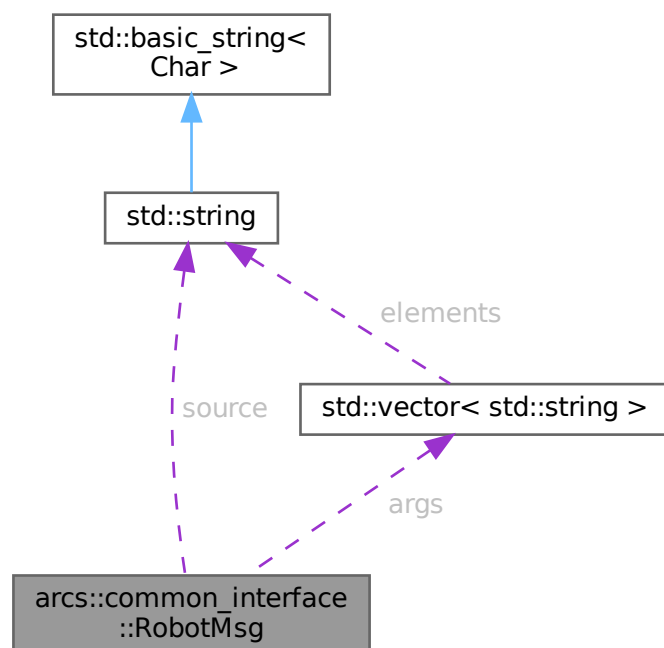 std::basic_string<
Char >
std::string
elements
std::vector< std::string >
source
args
arcs::common_interface
::RobotMsg